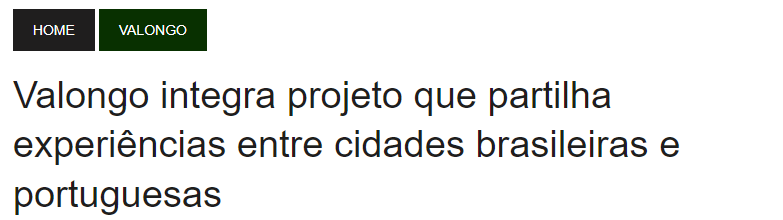 HOME VALONGO
Valongo integra projeto que partilha
experiências entre cidades brasileiras e
portuguesas